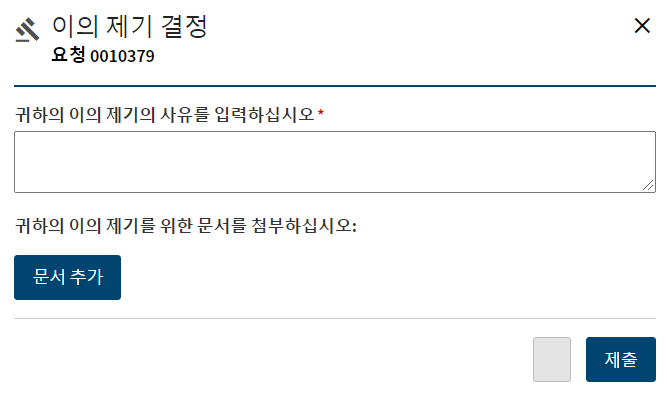 이의 제기 결정
요청 0010379
귀하의 이의 제기의 사유를 입력하십시오 *
귀하의 이의 제기를 위한 문서를 첨부하십시오:
문서 추가
제출